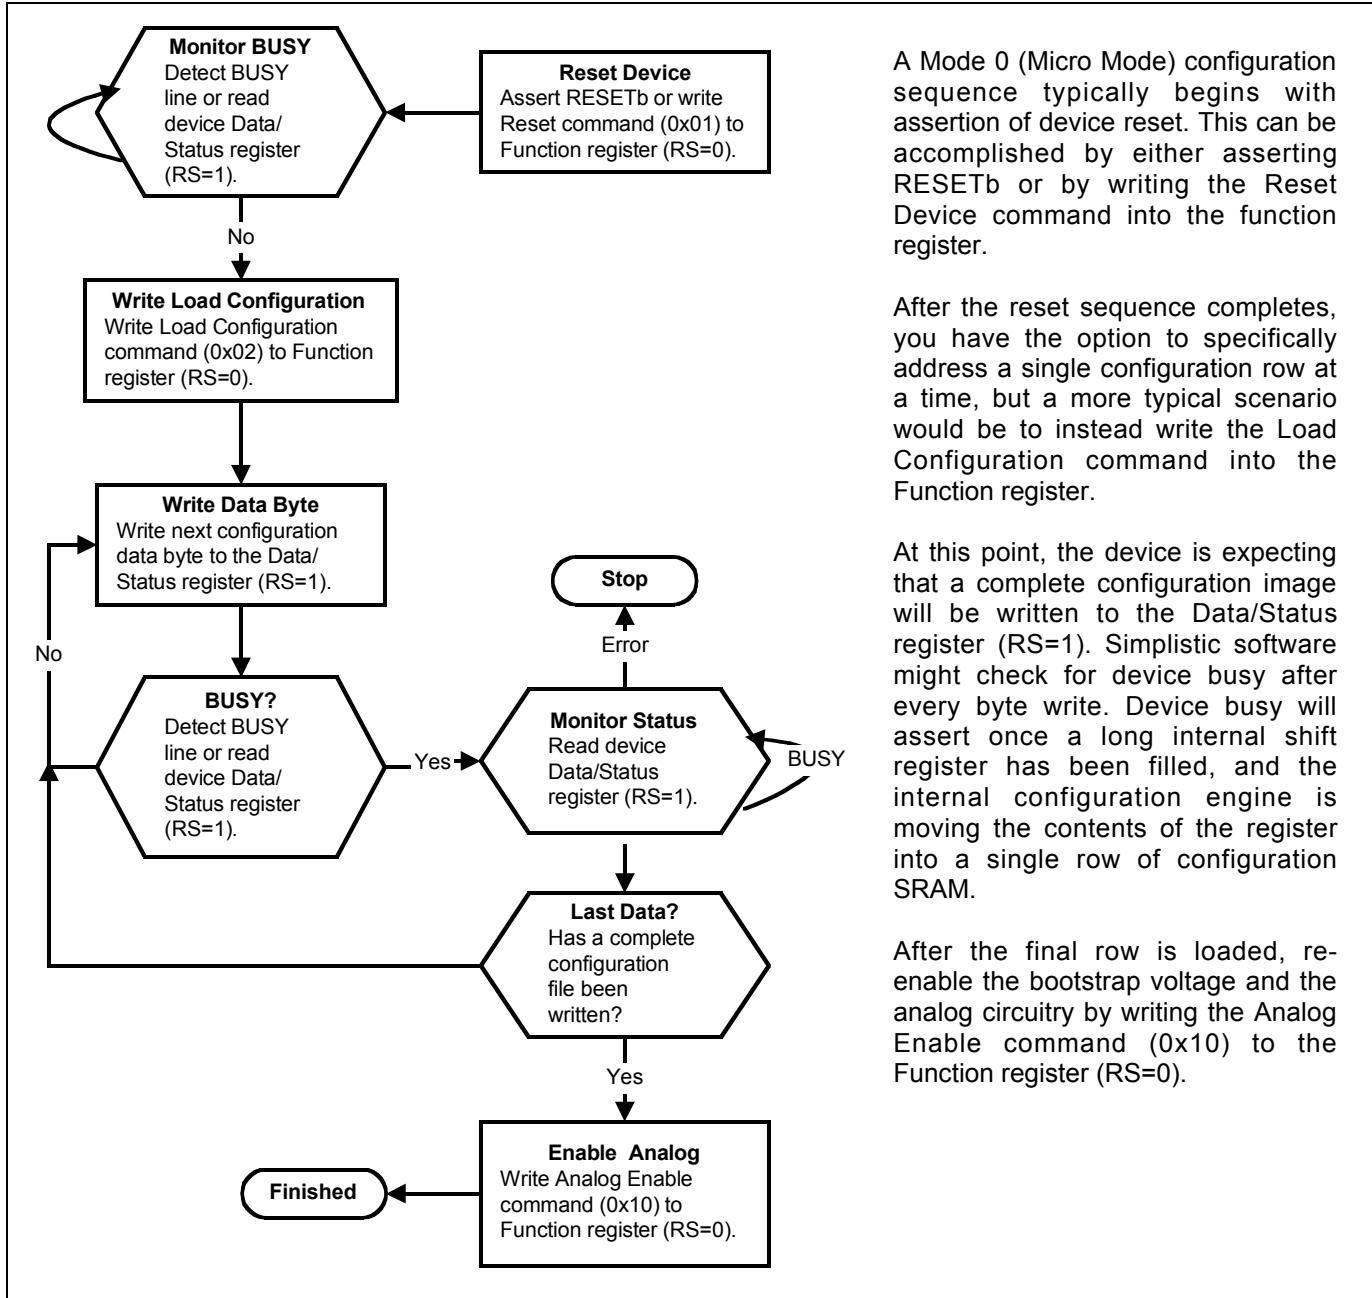 Monitor BUSY
Detect BUSY
line or read
device Data/
Status register
(RS=1).
Reset Device
Assert RESETb or write
Reset command (0x01) to
Function register (RS=0).
No
Write Load Configuration
Write Load Configuration
command (0x02) to Function
register (RS=0).
Write Data Byte
Write next configuration
data byte to the Data/
Status register (RS=1).
No
BUSY?
Detect BUSY
line or read
device Data/
Status register
(RS=1).
Yes
Stop
Error
Monitor Status
Read device
Data/Status
register (RS=1).
BUSY
Last Data?
Has a complete
configuration
file been
written?
Yes
Enable Analog
Write Analog Enable
command (0x10) to
Function register (RS=0).
Finished
A Mode 0 (Micro Mode) configuration
sequence typically begins with
assertion of device reset. This can be
accomplished by either asserting
RESETb or by writing the Reset
Device command into the function
register.
After the reset sequence completes,
you have the option to specifically
address a single configuration row at
a time, but a more typical scenario
would be to instead write the Load
Configuration command into the
Function register.
At this point, the device is expecting
that a complete configuration image
will be written to the Data/Status
register (RS=1). Simplistic software
might check for device busy after
every byte write. Device busy will
assert once a long internal shift
register has been filled, and the
internal configuration engine is
moving the contents of the register
into a single row of configuration
SRAM.
After the final row is loaded, re-
enable the bootstrap voltage and the
analog circuitry by writing the Analog
Enable command (0x10) to the
Function register (RS=0).